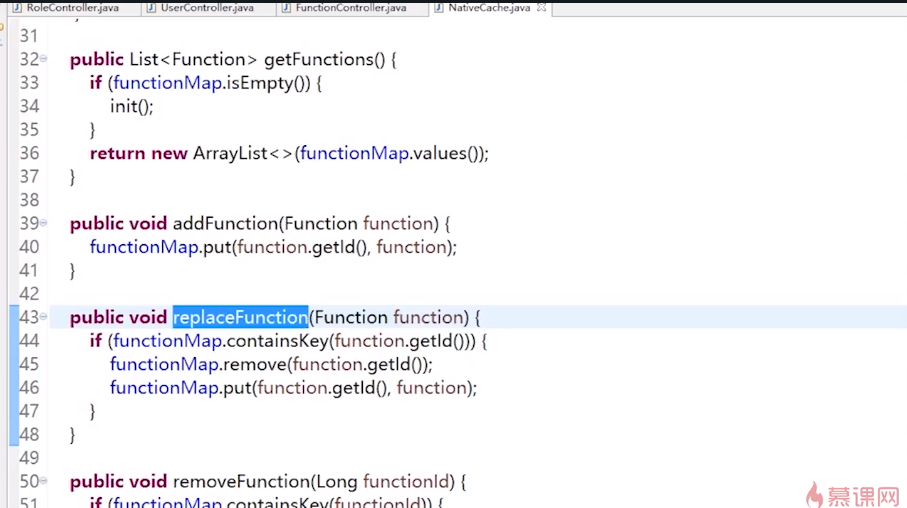 RoleController.java UserController.java FunctionController.java NativeCache.java
31
32 public List<Function> getFunctions() {
33 if (functionMap.isEmpty()) {
34 init();
35 }
36 return new ArrayList<>(functionMap.values());
37 }
38
39 public void addFunction(Function function) {
40 functionMap.put(function.getId(), function);
41 }
42
43 public void replaceFunction(Function function) {
44 if (functionMap.containsKey(function.getId())) {
45 functionMap.remove(function.getId());
46 functionMap.put(function.getId(), function);
47 }
48 }
49
50 public void removeFunction(Long functionId) {
51 if (functionMap.containsKey(functionId)) {
慕课网